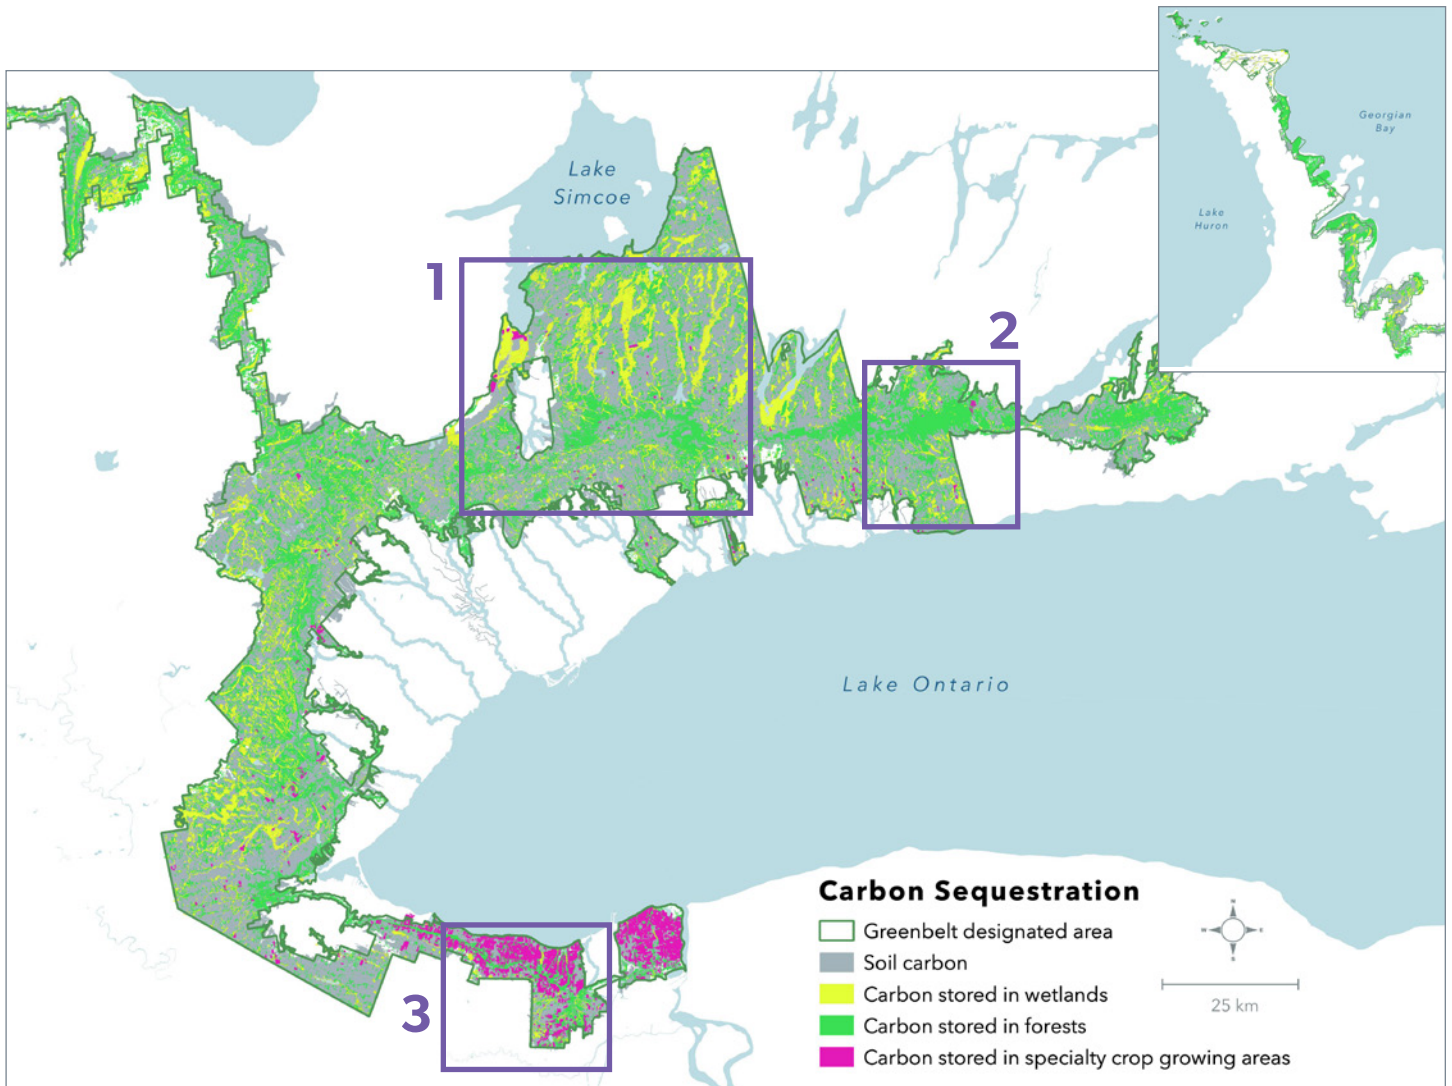 Georgian
Bay
Lake
Huron
Lake
Simcoe
1
2
Lake Ontario
3
Carbon Sequestration
Greenbelt designated area
Soil carbon
Carbon stored in wetlands
Carbon stored in forests
Carbon stored in specialty crop growing areas
N
W
E
S
25 km